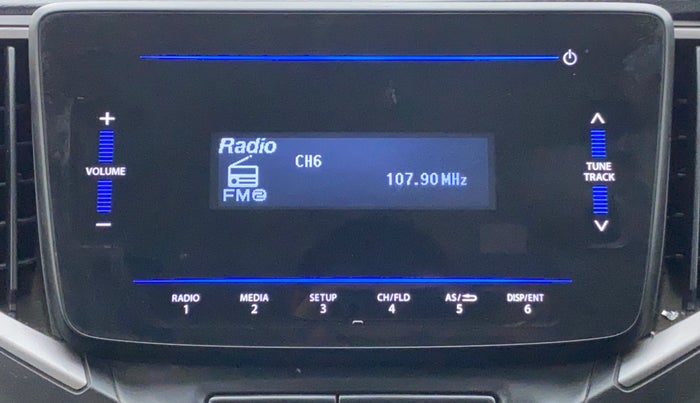 Radio
CH6
107.90 MHz
FM2
+
VOLUME
−
TUNE
TRACK
RADIO
1
MEDIA
2
SETUP
3
CH/FLD
4
AS/
5
DISP/ENT
6